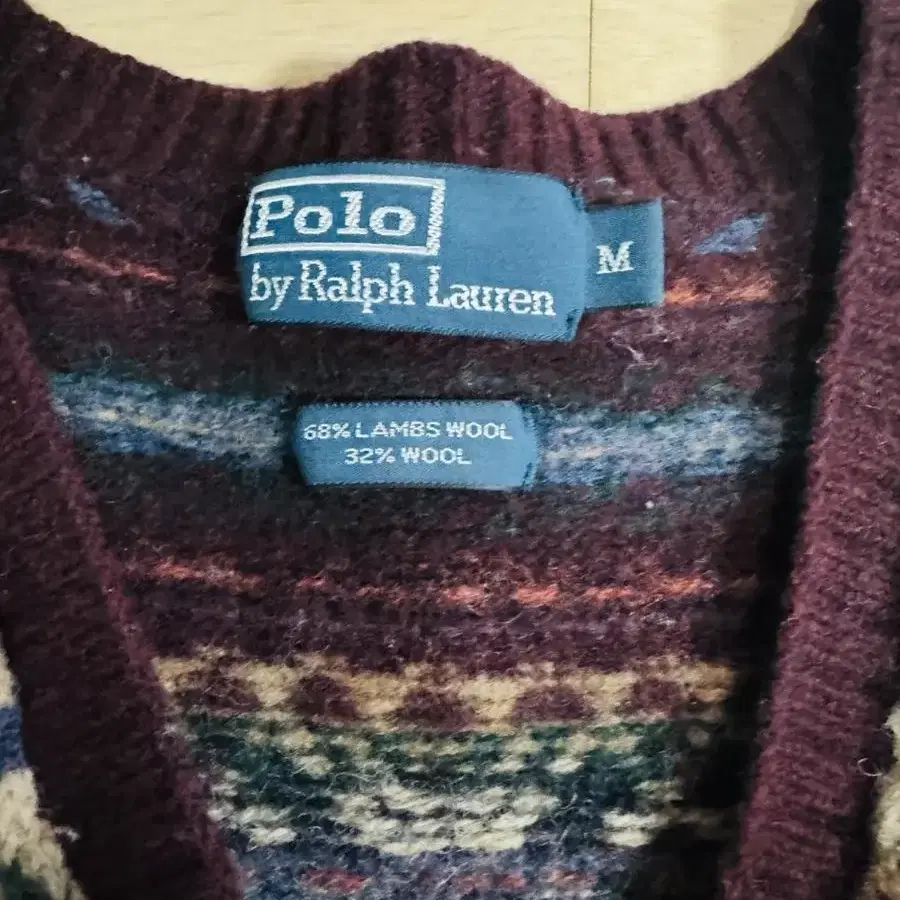 Polo
by Ralph Lauren
M
68% LAMBS WOOL
32% WOOL